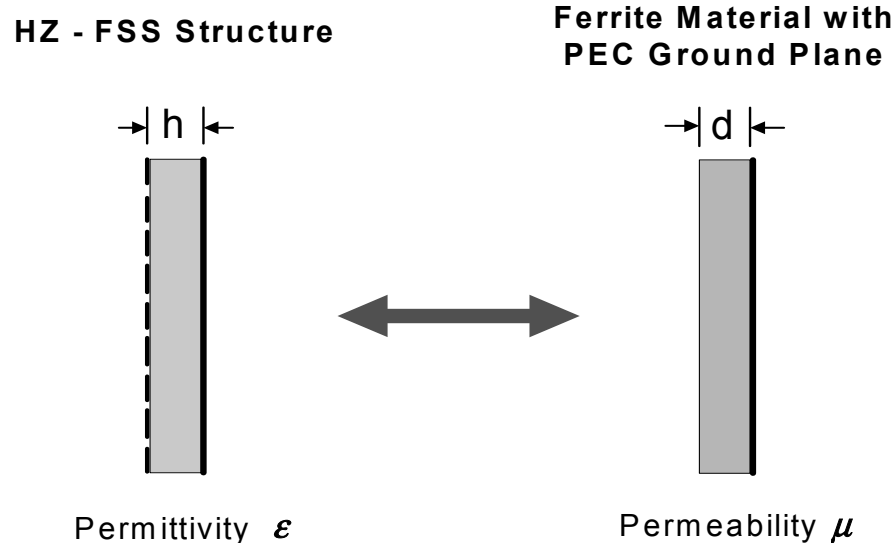 HZ - FSS Structure
Ferrite Material with
PEC Ground Plane
h
d
Permittivity ε
Permeability μ